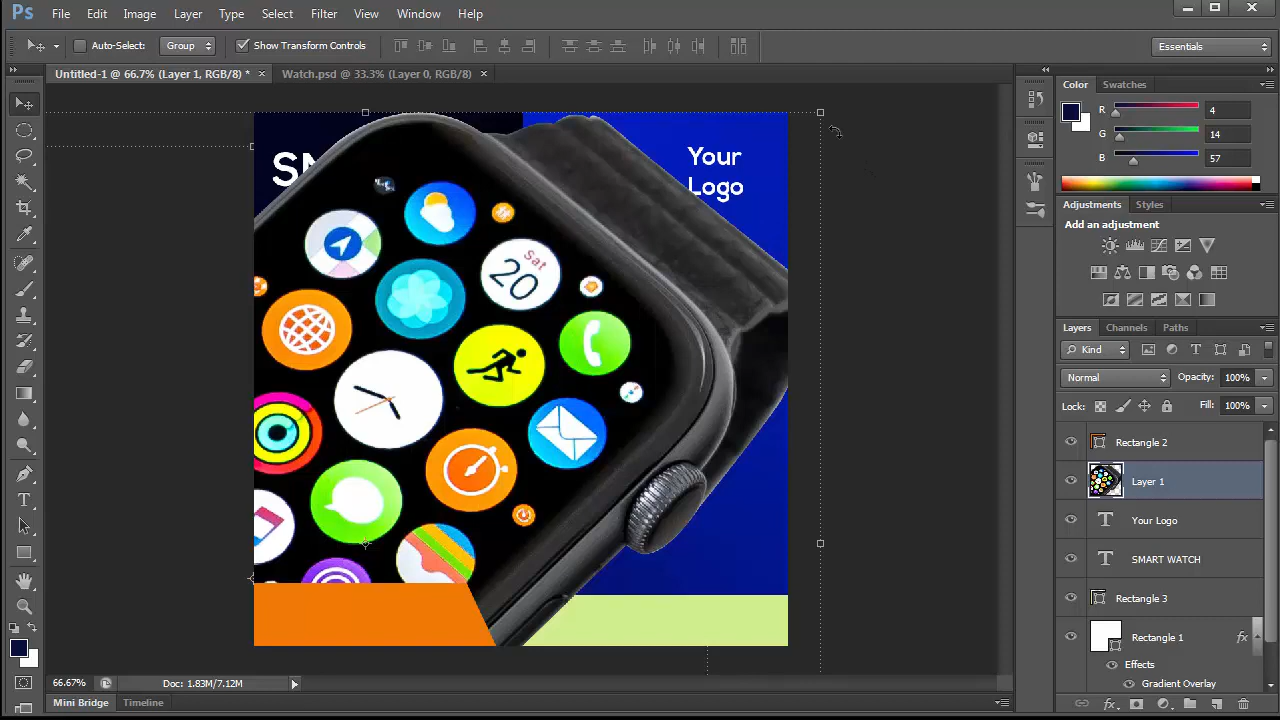 Ps File Edit Image Layer Type Select Filter View Window Help
Auto-Select: Group Show Transform Controls Essentials
Untitled-1 @ 66.7% (Layer 1, RGB/8) * × Watch.psd @ 33.3% (Layer 0, RGB/8) ×
Color Swatches
R 4
G 14
B 57
Adjustments Styles
Add an adjustment
Layers Channels Paths
Kind
Normal Opacity: 100%
Lock: Fill: 100%
Rectangle 2
Layer 1
T Your Logo
T SMART WATCH
Rectangle 3
Rectangle 1 fx
Effects
Gradient Overlay
fx
Your
Logo
Sat
20
66.67% Doc: 1.83M/7.12M
Mini Bridge Timeline